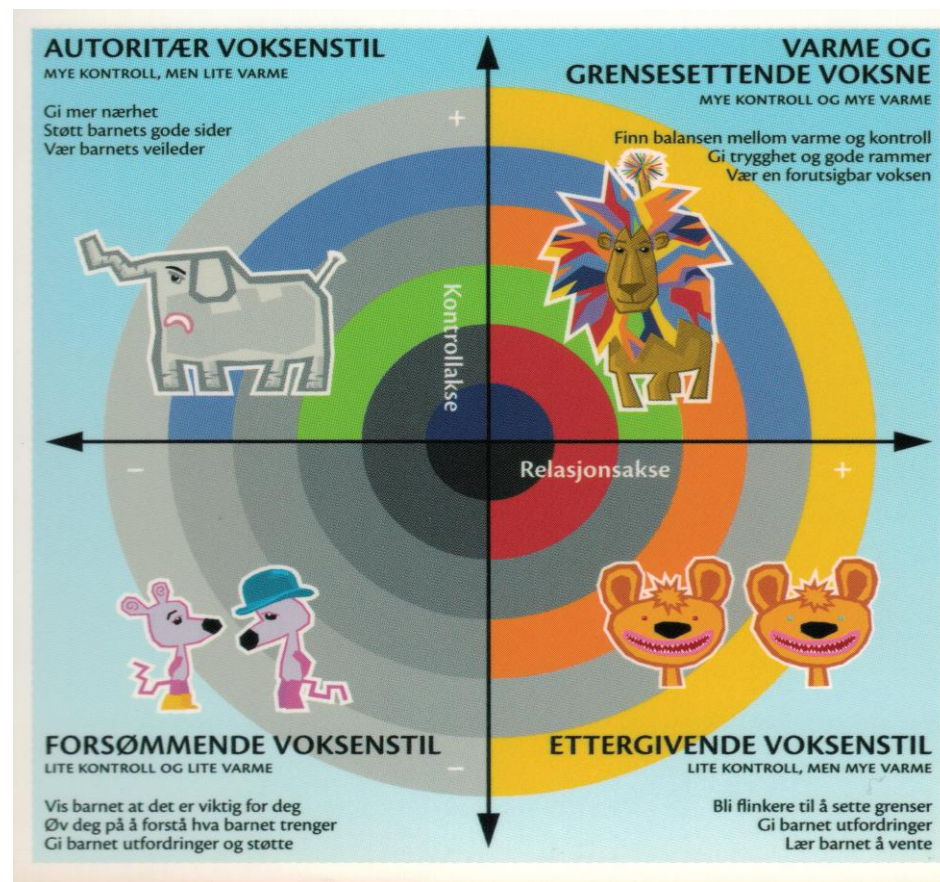 AUTORITÆR VOKSENSTIL
MYE KONTROLL, MEN LITE VARME
Gi mer nærhet
Støtt barnets gode sider
Vær barnets veileder
VARME OG
GRENSESETTENDE VOKSNE
MYE KONTROLL OG MYE VARME
Finn balansen mellom varme og kontroll
Gi trygghet og gode rammer
Vær en forutsigbar voksen
+
Kontrollakse
Relasjonsakse
–
+
–
FORSØMMENDE VOKSENSTIL
LITE KONTROLL OG LITE VARME
Vis barnet at det er viktig for deg
Øv deg på å forstå hva barnet trenger
Gi barnet utfordringer og støtte
ETTERGIVENDE VOKSENSTIL
LITE KONTROLL, MEN MYE VARME
Bli flinkere til å sette grenser
Gi barnet utfordringer
Lær barnet å vente